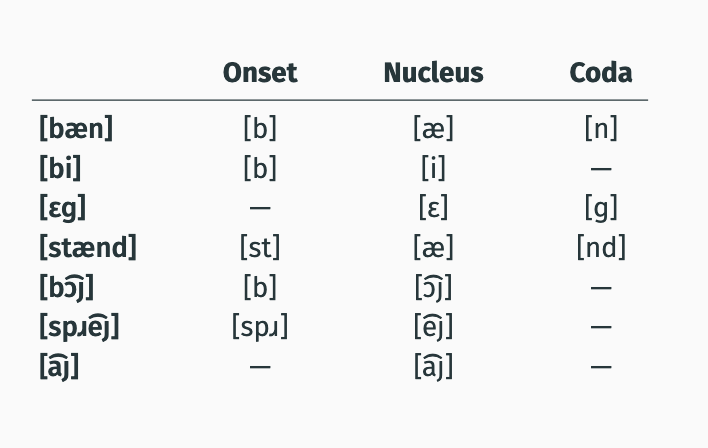 Onset Nucleus Coda
[bæn] [b] [æ] [n]
[bi] [b] [i] —
[ɛg] — [ɛ] [g]
[stænd] [st] [æ] [nd]
[bɔ͡j] [b] [ɔ͡j] —
[spɹe͡j] [spɹ] [e͡j] —
[a͡j] — [a͡j] —